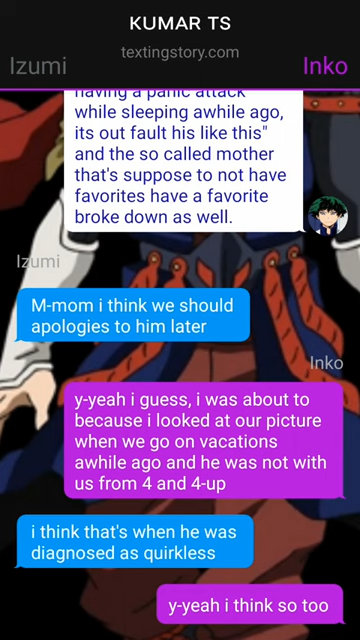 KUMAR TS
textingstory.com
Izumi
Inko
having a panic attack
while sleeping awhile ago,
its out fault his like this"
and the so called mother
that's suppose to not have
favorites have a favorite
broke down as well.
Izumi
M-mom i think we should
apologies to him later
Inko
y-yeah i guess, i was about to
because i looked at our picture
when we go on vacations
awhile ago and he was not with
us from 4 and 4-up
i think that's when he was
diagnosed as quirkless
y-yeah i think so too